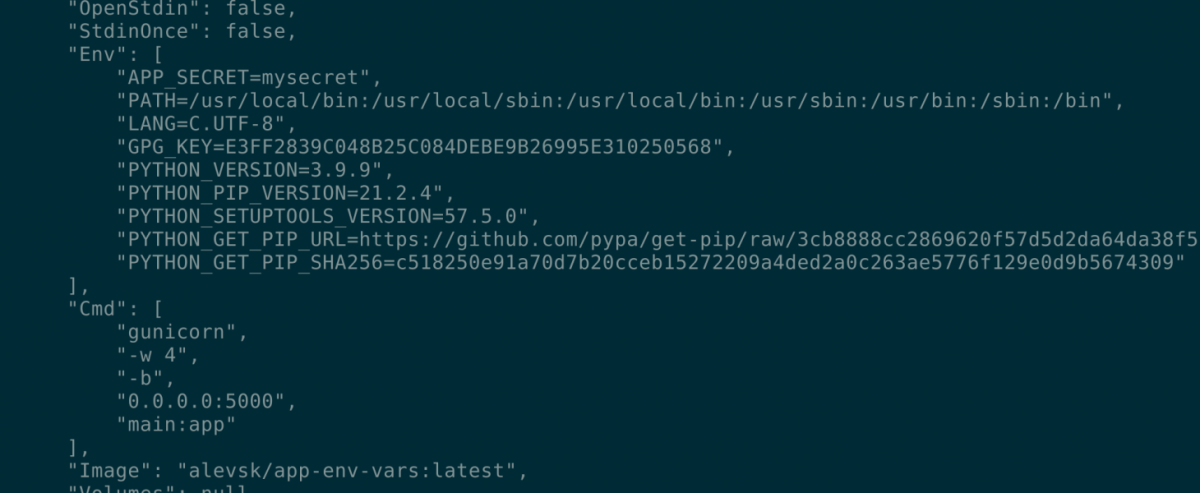 "OpenStdin": false,
"StdinOnce": false,
"Env": [
"APP_SECRET=mysecret",
"PATH=/usr/local/bin:/usr/local/sbin:/usr/local/bin:/usr/sbin:/usr/bin:/sbin:/bin",
"LANG=C.UTF-8",
"GPG_KEY=E3FF2839C048B25C084DEBE9B26995E310250568",
"PYTHON_VERSION=3.9.9",
"PYTHON_PIP_VERSION=21.2.4",
"PYTHON_SETUPTOOLS_VERSION=57.5.0",
"PYTHON_GET_PIP_URL=https://github.com/pypa/get-pip/raw/3cb8888cc2869620f57d5d2da64da38f5
"PYTHON_GET_PIP_SHA256=c518250e91a70d7b20cceb15272209a4ded2a0c263ae5776f129e0d9b5674309"
],
"Cmd": [
"gunicorn",
"-w 4",
"-b",
"0.0.0.0:5000",
"main:app"
],
"Image": "alevsk/app-env-vars:latest",
"Volumes": null